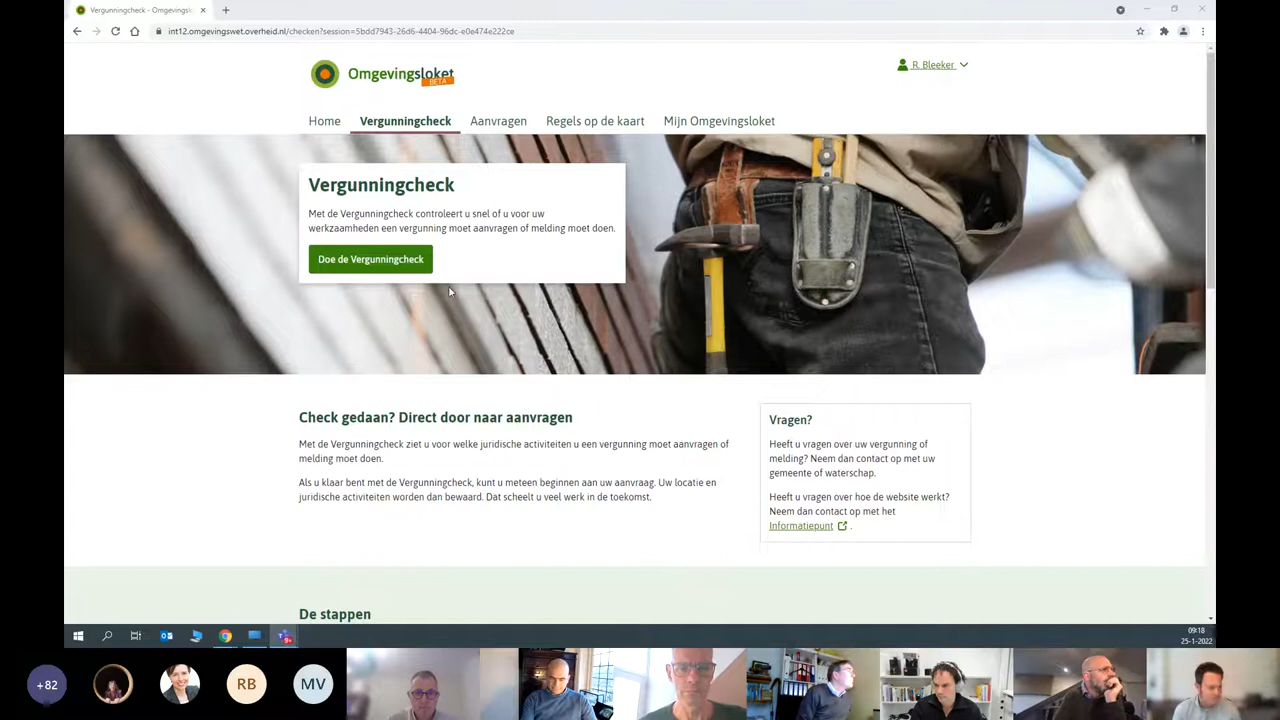 Vergunningcheck - Omgevingslo
int12.omgevingswet.overheid.nl/checken?session=5bdd7943-26d6-4404-96dc-e0e474e222ce
Omgevingsloket
BETA
R. Bleeker
Home Vergunningcheck Aanvragen Regels op de kaart Mijn Omgevingsloket
Vergunningcheck
Met de Vergunningcheck controleert u snel of u voor uw
werkzaamheden een vergunning moet aanvragen of melding moet doen.
Doe de Vergunningcheck
Check gedaan? Direct door naar aanvragen
Met de Vergunningcheck ziet u voor welke juridische activiteiten u een vergunning moet aanvragen of
melding moet doen.
Als u klaar bent met de Vergunningcheck, kunt u meteen beginnen aan uw aanvraag. Uw locatie en
juridische activiteiten worden dan bewaard. Dat scheelt u veel werk in de toekomst.
Vragen?
Heeft u vragen over uw vergunning of
melding? Neem dan contact op met uw
gemeente of waterschap.
Heeft u vragen over hoe de website werkt?
Neem dan contact op met het
Informatiepunt .
De stappen
9+
09:18
25-1-2022
+82
RB
MV